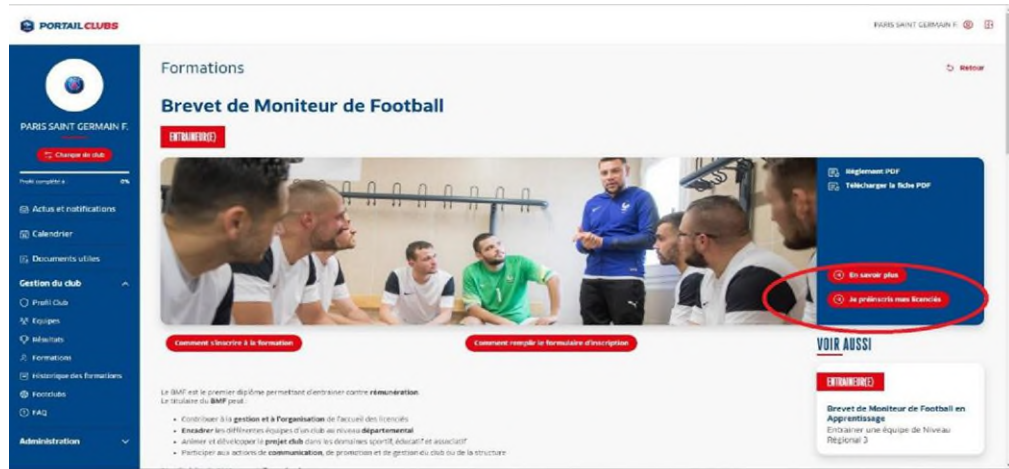 PORTAIL CLUBS
PARIS SAINT GERMAIN F.
PARIS SAINT GERMAIN F.
Changer de club
Profil complété à : 0%
Actus et notifications
Calendrier
Documents utiles
Gestion du club
Profil Club
Equipes
Résultats
Formations
Historique des formations
Footclubs
FAQ
Administration
Formations
Retour
Brevet de Moniteur de Football
ENTRAINEUR(E)
Règlement PDF
Télécharger la fiche PDF
En savoir plus
Je préinscris mes licenciés
Comment s'inscrire à la formation
Comment remplir le formulaire d'inscription
Le BMF est le premier diplôme permettant d'entrainer contre rémunération.
Le titulaire du BMF peut :
• Contribuer à la gestion et à l'organisation de l'accueil des licenciés
• Encadrer les différentes équipes d'un club au niveau départemental
• Animer et développer le projet club dans les domaines sportif, éducatif et associatif
• Participer aux actions de communication, de promotion et de gestion du club ou de la structure
VOIR AUSSI
ENTRAINEUR(E)
Brevet de Moniteur de Football en
Apprentissage
Entrainer une équipe de Niveau
Régional 3